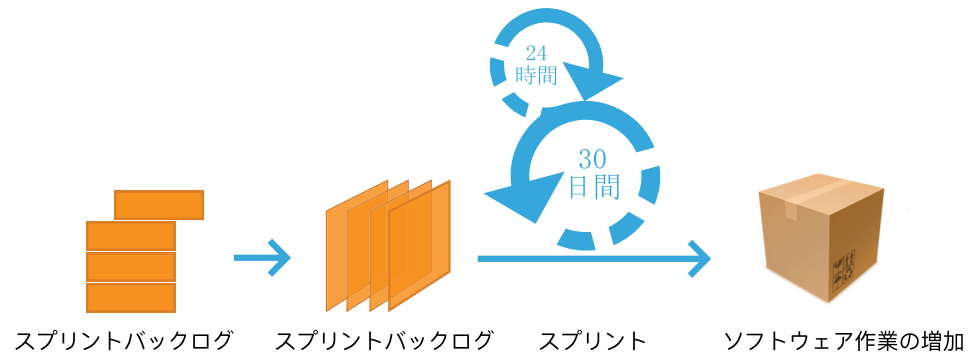 24
時間
30
日間
スプリントバックログ
スプリントバックログ
スプリント
ソフトウェア作業の増加